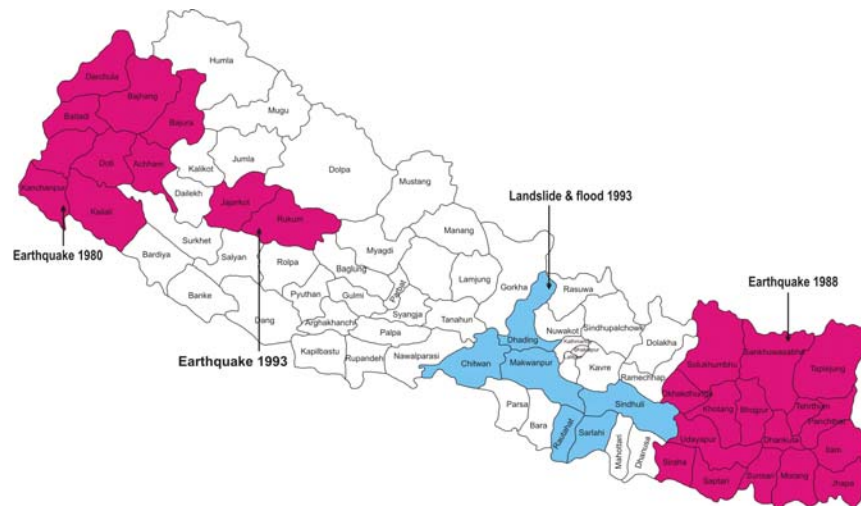 Humla
Darchula
Bajhang
Baitadi
Bajura
Mugu
Doti
Achham
Kalikot
Jumla
Dolpa
Mustang
Dailekh
Kailali
Jajarkot
Rukum
Landslide & flood 1993
Manang
Earthquake 1980
Surkhet
Salyan
Bardiya
Rolpa
Myagdi
Baglung
Lamjung
Gorkha
Rasuwa
Earthquake 1988
Banke
Pyuthan
Gulmi
Parbat
Syangja
Tanahun
Nuwakot
Sindhupalchowk
Dang
Arghakhanchi
Palpa
Dhading
Dolakha
Solukhumbu
Sankhuwasabha
Taplejung
Earthquake 1993
Kapilbastu
Rupandeh
Nawalparasi
Chitwan
Makwanpur
Kavre
Ramechhap
Sindhuli
Okhaldhunga
Khotang
Bhojpur
Panchthar
Parsa
Bara
Rautahat
Sarlahi
Mahottari
Dhanusa
Udayapur
Dhankuta
Ilam
Siraha
Saptari
Sunsari
Morang
Jhapa